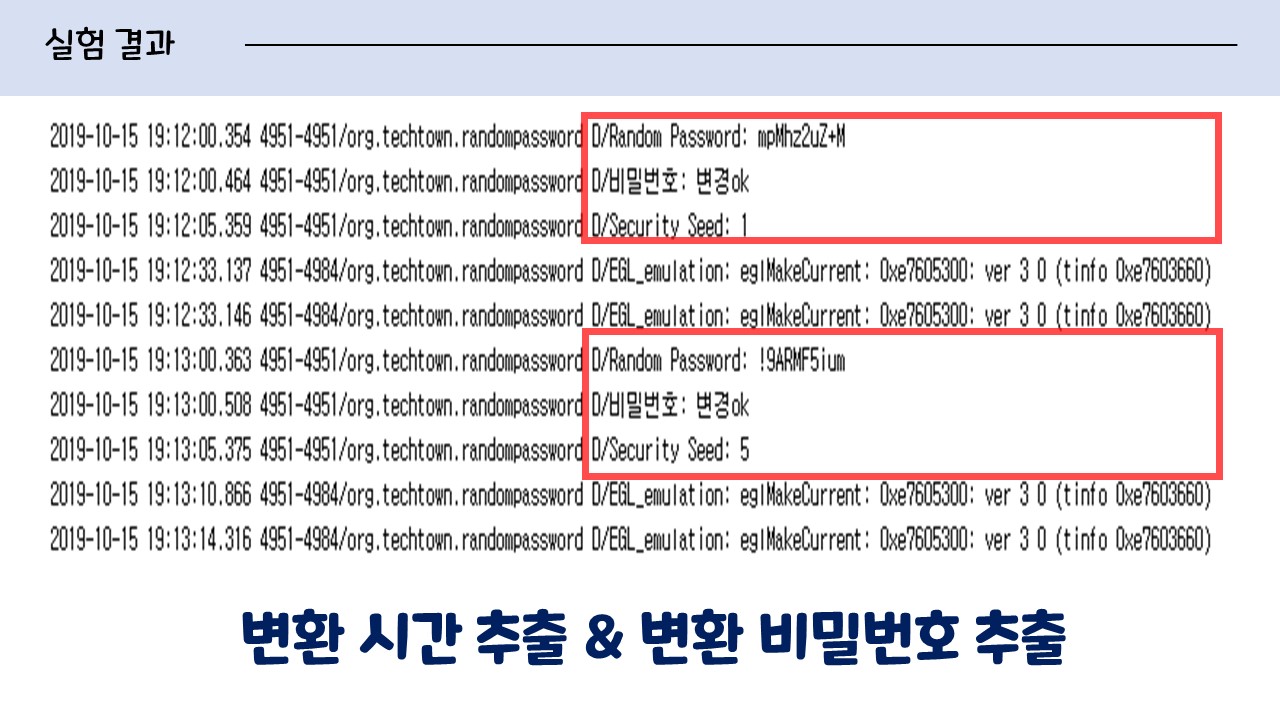 실험 결과
2019-10-15 19:12:00.354 4951-4951/org.techtown.randompassword D/Random Password: mpMhz2uZ+M
2019-10-15 19:12:00.464 4951-4951/org.techtown.randompassword D/비밀번호: 변경ok
2019-10-15 19:12:05.359 4951-4951/org.techtown.randompassword D/Security Seed: 1
2019-10-15 19:12:33.137 4951-4984/org.techtown.randompassword D/EGL_emulation: eglMakeCurrent: 0xe7605300: ver 3 0 (tinfo 0xe7603660)
2019-10-15 19:12:33.146 4951-4984/org.techtown.randompassword D/EGL_emulation: eglMakeCurrent: 0xe7605300: ver 3 0 (tinfo 0xe7603660)
2019-10-15 19:13:00.363 4951-4951/org.techtown.randompassword D/Random Password: !9ARMF5ium
2019-10-15 19:13:00.508 4951-4951/org.techtown.randompassword D/비밀번호: 변경ok
2019-10-15 19:13:05.375 4951-4951/org.techtown.randompassword D/Security Seed: 5
2019-10-15 19:13:10.866 4951-4984/org.techtown.randompassword D/EGL_emulation: eglMakeCurrent: 0xe7605300: ver 3 0 (tinfo 0xe7603660)
2019-10-15 19:13:14.316 4951-4984/org.techtown.randompassword D/EGL_emulation: eglMakeCurrent: 0xe7605300: ver 3 0 (tinfo 0xe7603660)
변환 시간 추출 & 변환 비밀번호 추출